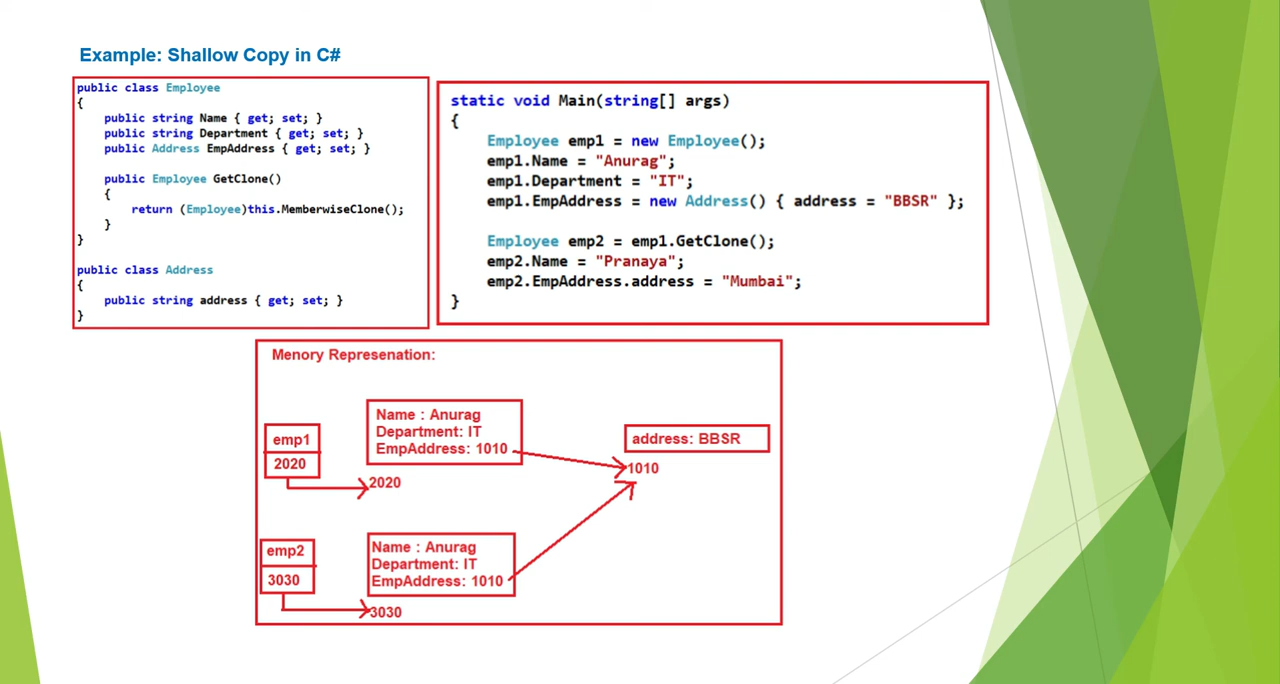 Example: Shallow Copy in C#
public class Employee
{
public string Name { get; set; }
public string Department { get; set; }
public Address EmpAddress { get; set; }
public Employee GetClone()
{
return (Employee)this.MemberwiseClone();
}
}
public class Address
{
public string address { get; set; }
}
static void Main(string[] args)
{
Employee emp1 = new Employee();
emp1.Name = "Anurag";
emp1.Department = "IT";
emp1.EmpAddress = new Address() { address = "BBSR" };
Employee emp2 = emp1.GetClone();
emp2.Name = "Pranaya";
emp2.EmpAddress.address = "Mumbai";
}
Menory Represenation:
emp1
2020
Name : Anurag
Department: IT
EmpAddress: 1010
2020
address: BBSR
1010
emp2
3030
Name : Anurag
Department: IT
EmpAddress: 1010
3030